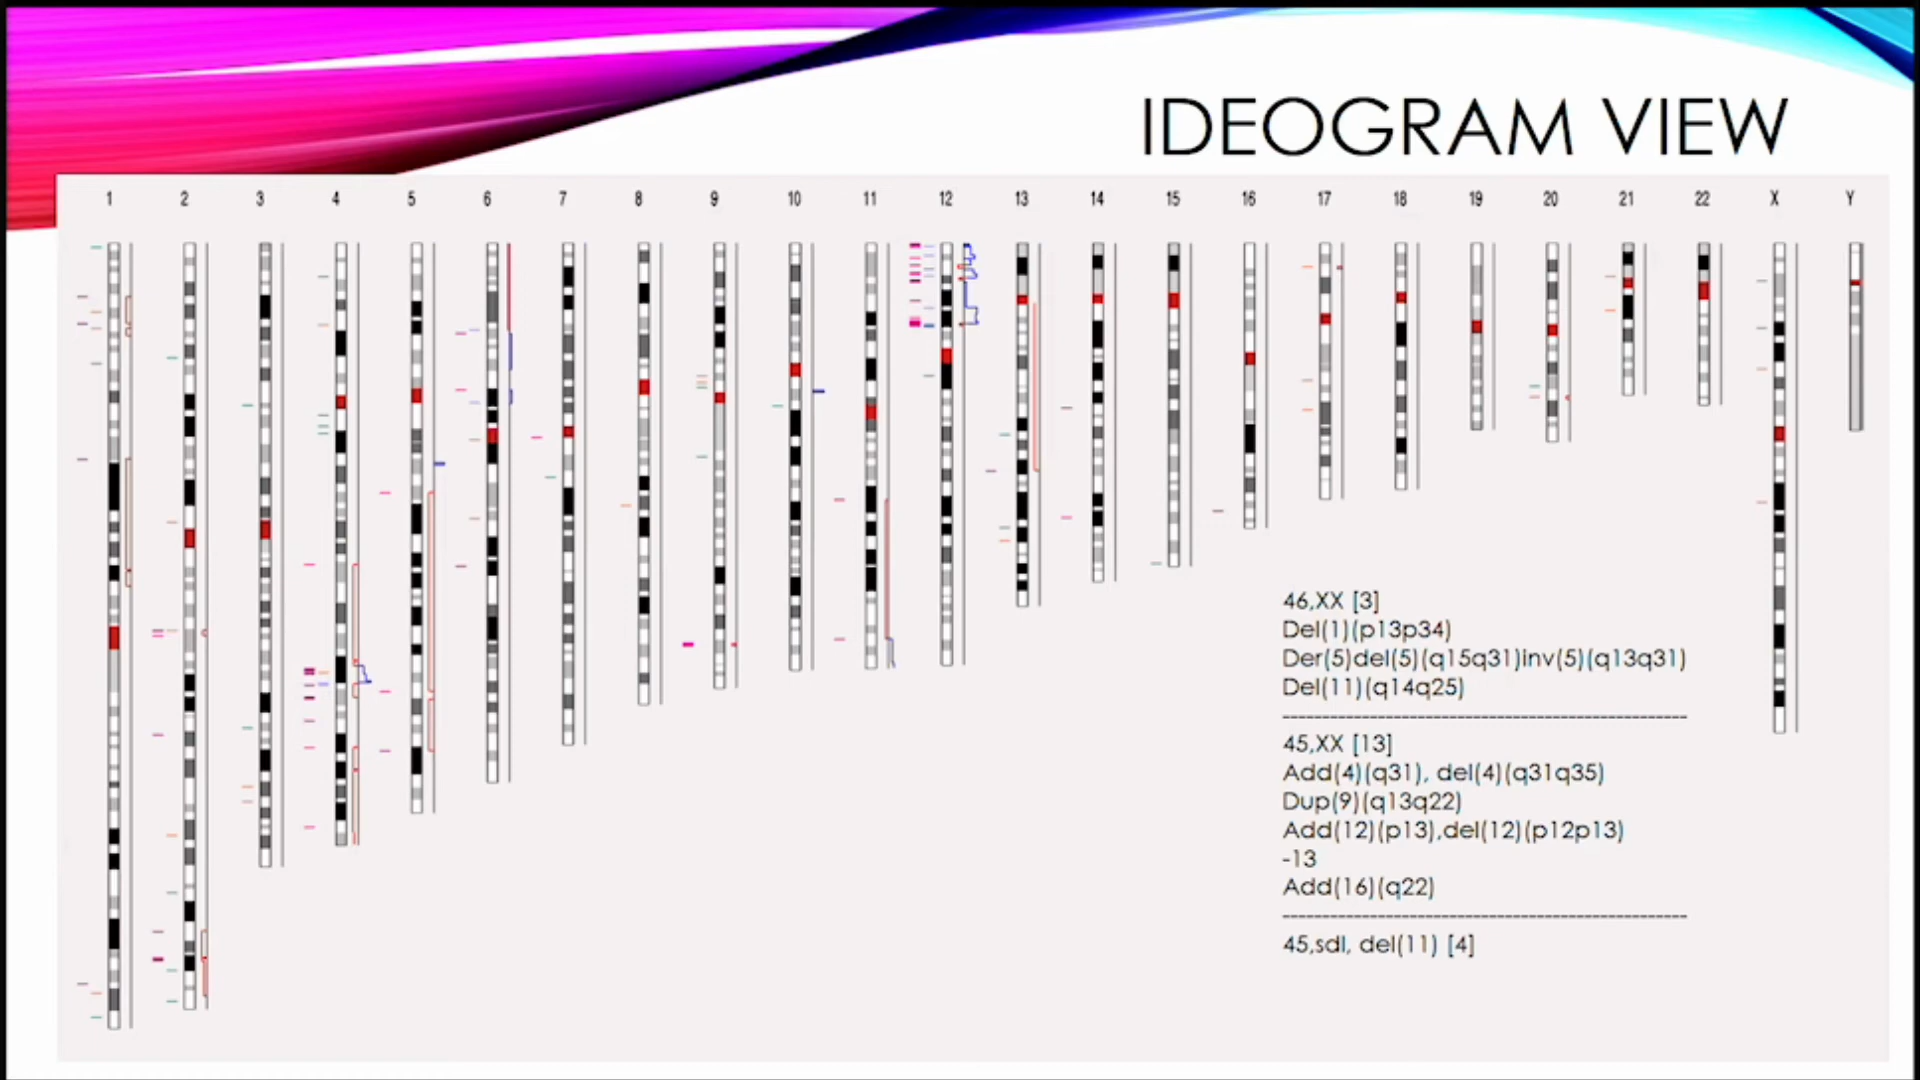 IDEOGRAM VIEW
1 2 3 4 5 6 7 8 9 10 11 12 13 14 15 16 17 18 19 20 21 22 X Y
46,XX [3]
Del(1)(p13p34)
Der(5)del(5)(q15q31)inv(5)(q13q31)
Del(11)(q14q25)
45,XX [13]
Add(4)(q31), del(4)(q31q35)
Dup(9)(q13q22)
Add(12)(p13),del(12)(p12p13)
-13
Add(16)(q22)
45,sdl, del(11) [4]